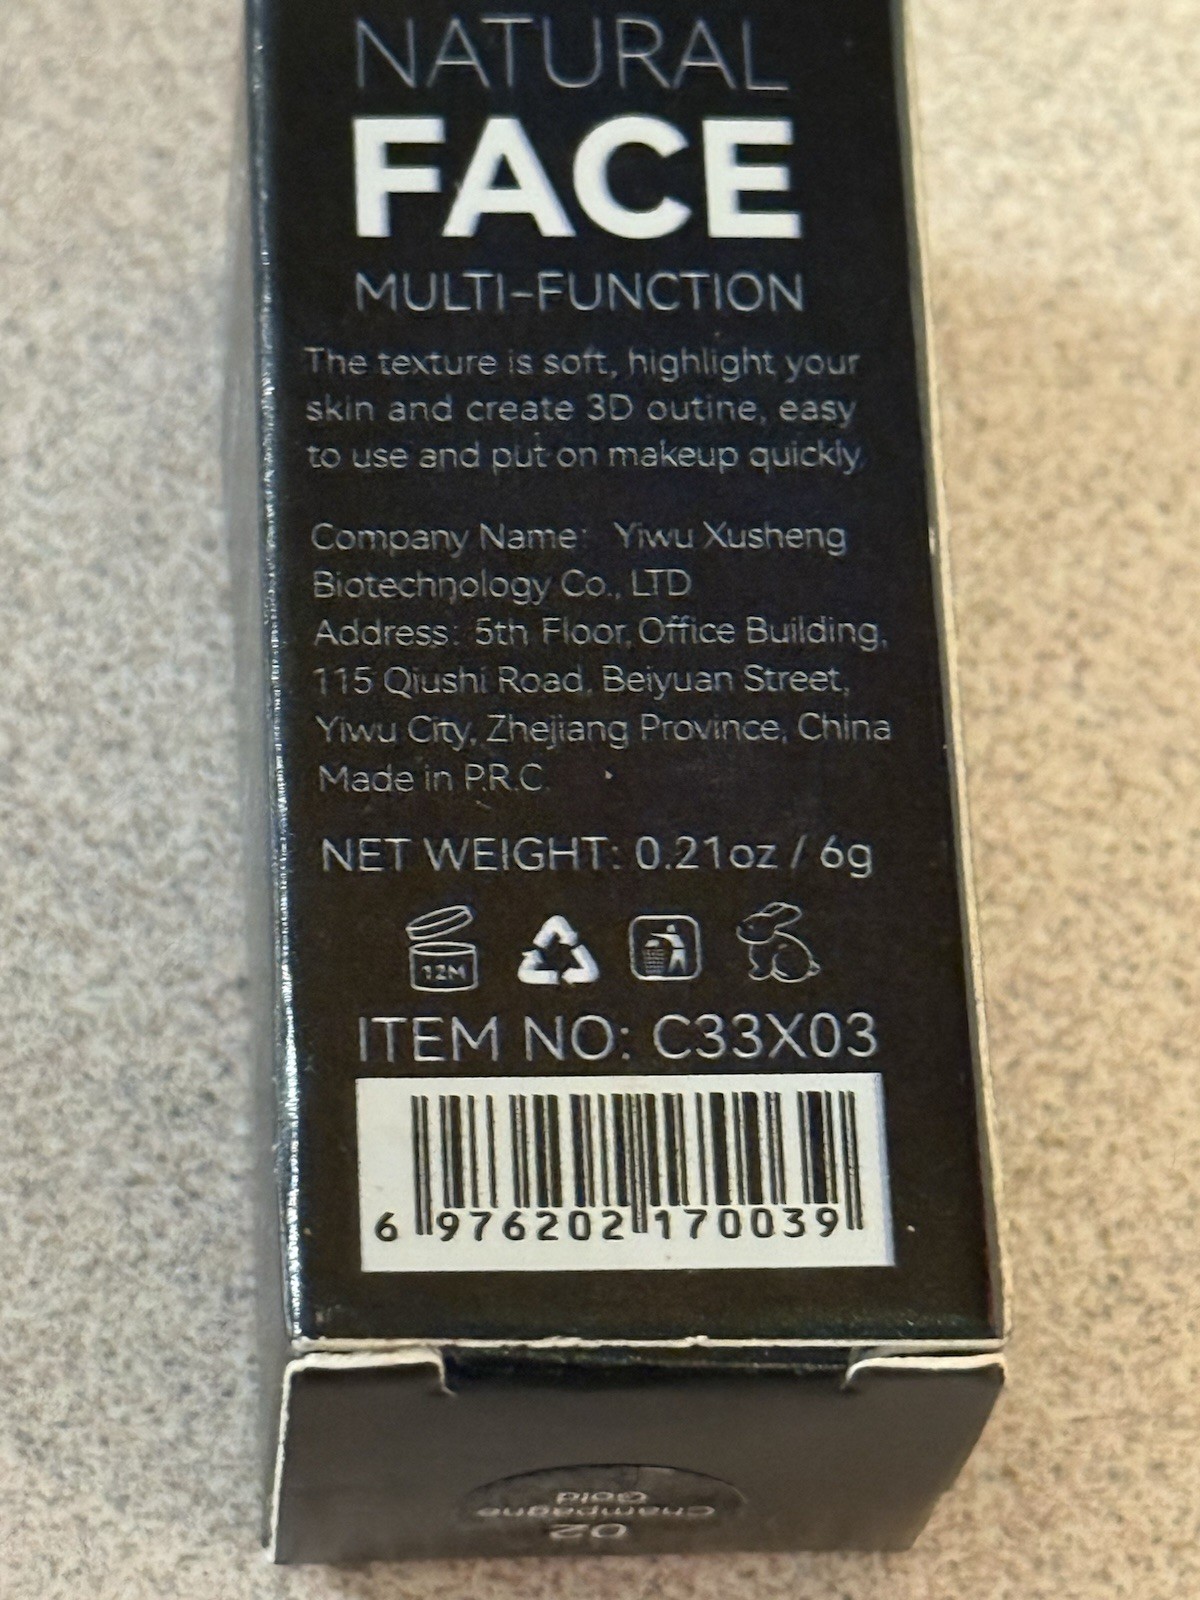 NATURAL
FACE
MULTI-FUNCTION
The texture is soft, highlight your
skin and create 3D outine, easy
to use and put on makeup quickly.
Company Name: Yiwu Xusheng
Biotechnology Co., LTD
Address: 5th Floor, Office Building,
115 Qiushi Road, Beiyuan Street,
Yiwu City, Zhejiang Province, China
Made in P.R.C.
NET WEIGHT: 0.21oz / 6g
12M
ITEM NO: C33X03
6 976202 170039
02
Champagne
Gold